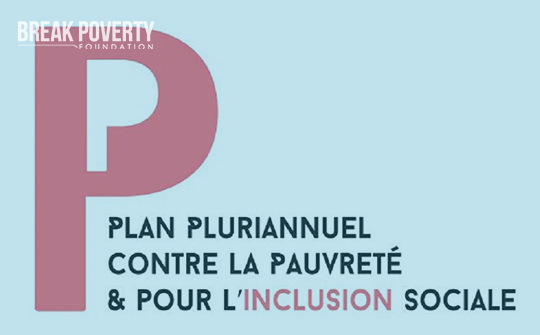 BREAK POVERTY
FOUNDATION
P
PLAN PLURIANNUEL
CONTRE LA PAUVRETÉ
& POUR L'INCLUSION SOCIALE